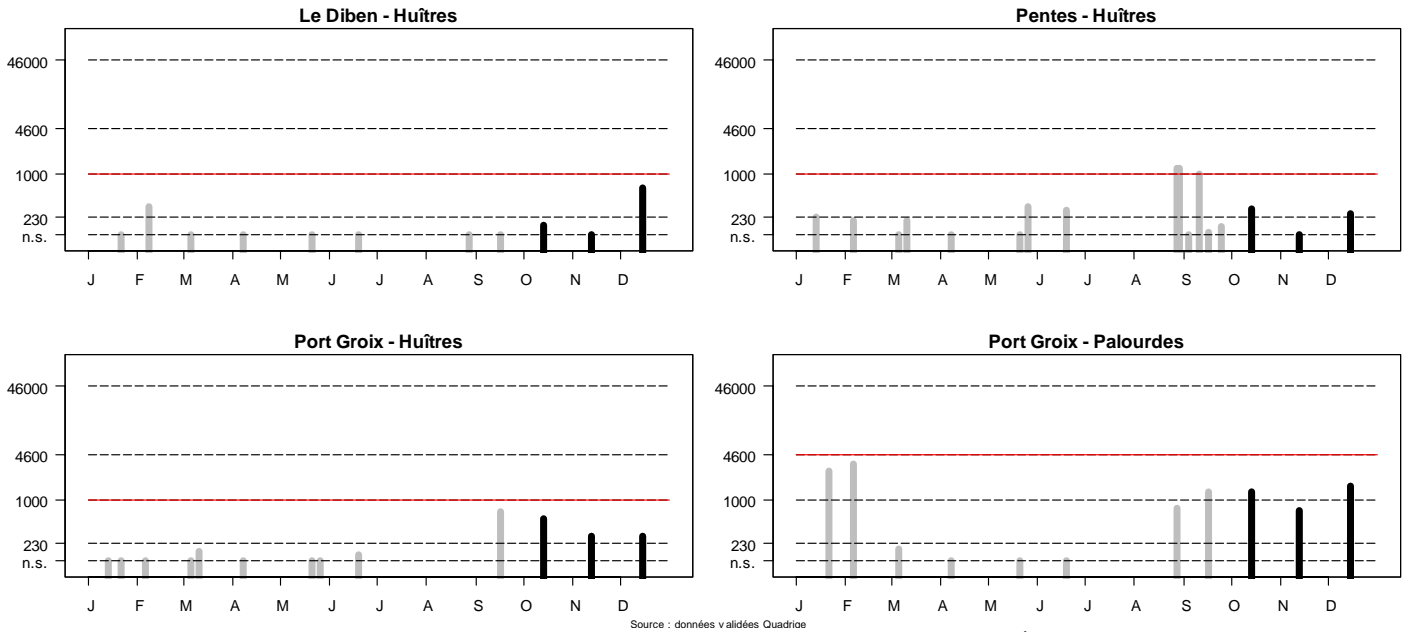 Le Diben - Huîtres
46000
4600
1000
230
n.s.
J F M A M J J A S O N D
Pentes - Huîtres
46000
4600
1000
230
n.s.
J F M A M J J A S O N D
Port Groix - Huîtres
46000
4600
1000
230
n.s.
J F M A M J J A S O N D
Port Groix - Palourdes
46000
4600
1000
230
n.s.
J F M A M J J A S O N D
Source : données validées Quadrige